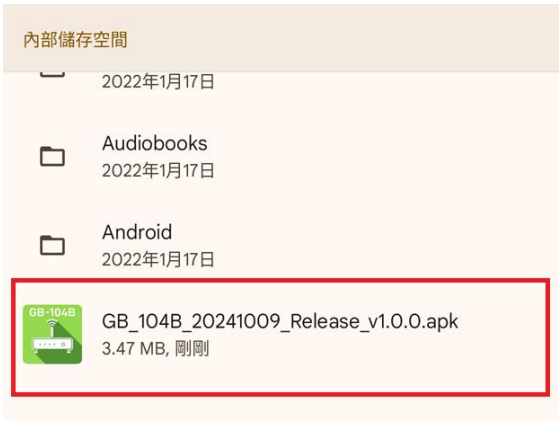 內部儲存空間
2022年1月17日
Audiobooks
2022年1月17日
Android
2022年1月17日
GB-104B
GB_104B_20241009_Release_v1.0.0.apk
3.47 MB, 剛剛